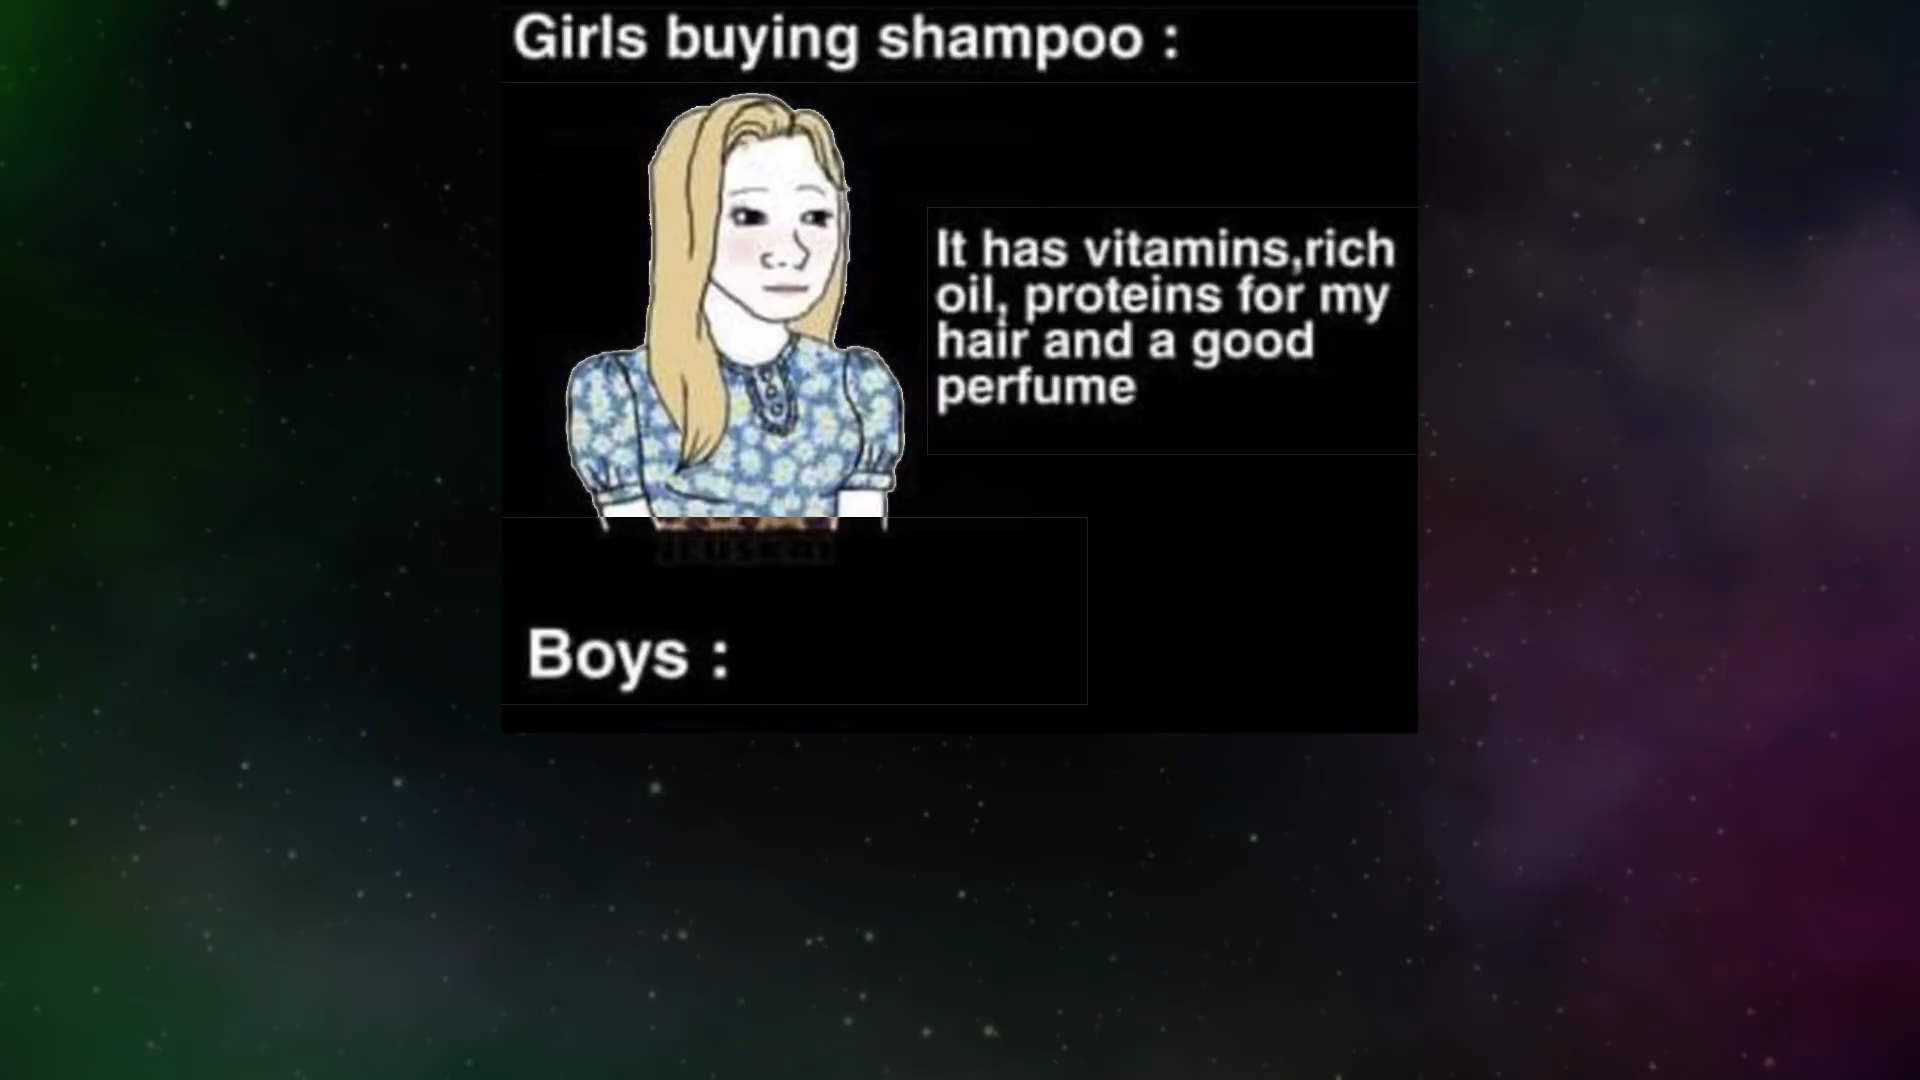 Girls buying shampoo :
It has vitamins,rich
oil, proteins for my
hair and a good
perfume
Boys :